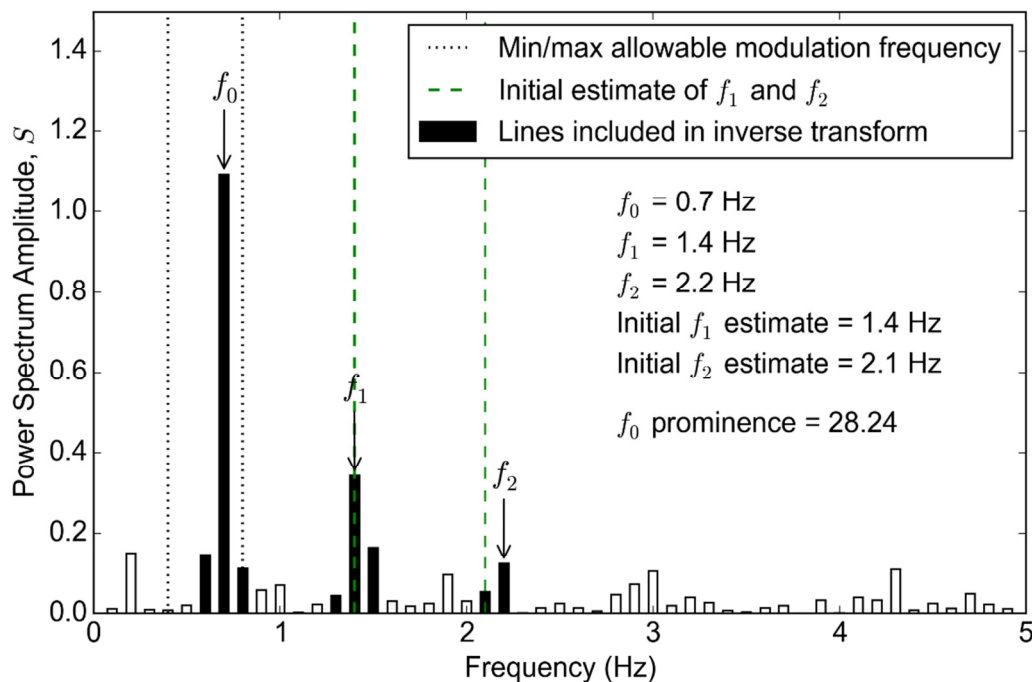 Min/max allowable modulation frequency
Initial estimate of f₁ and f₂
Lines included in inverse transform
f₀
f₁
f₂
f₀ = 0.7 Hz
f₁ = 1.4 Hz
f₂ = 2.2 Hz
Initial f₁ estimate = 1.4 Hz
Initial f₂ estimate = 2.1 Hz
f₀ prominence = 28.24
Power Spectrum Amplitude, S
1.4
1.2
1.0
0.8
0.6
0.4
0.2
0.0
0 1 2 3 4 5
Frequency (Hz)